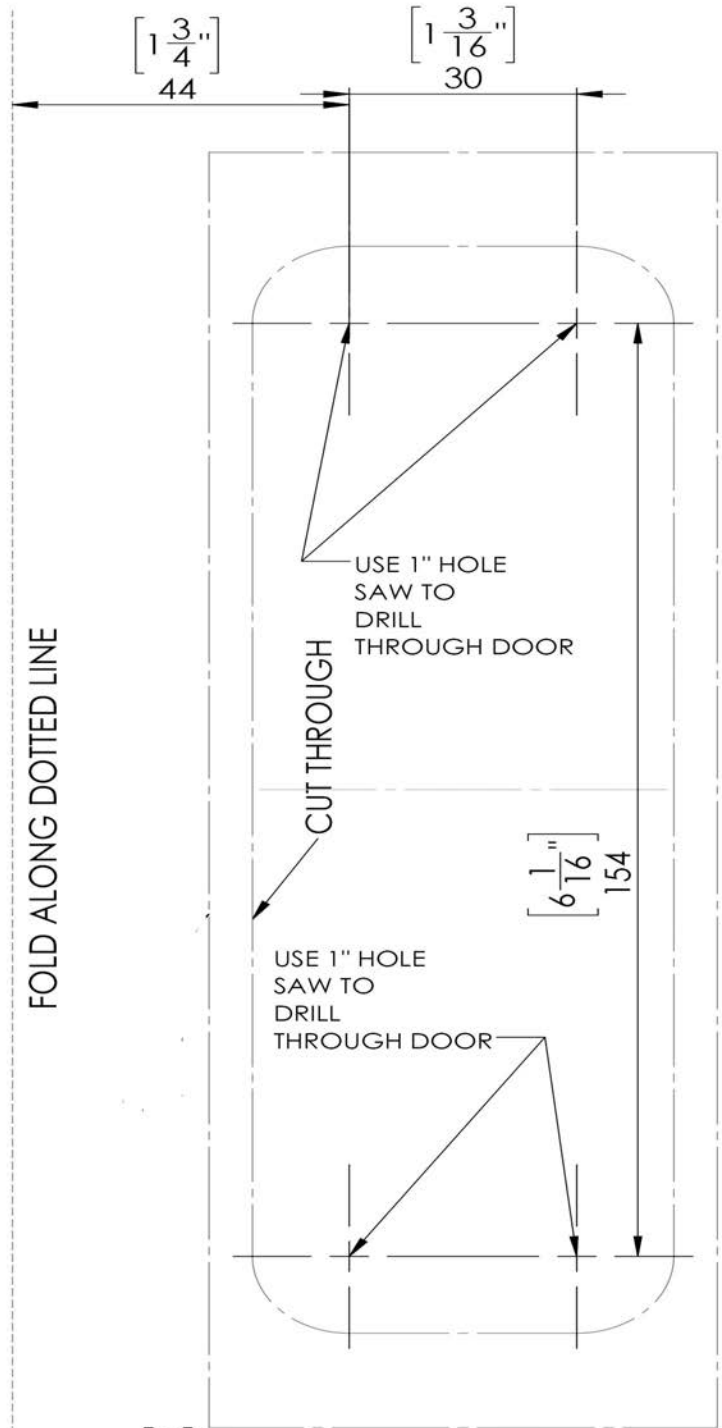 [1 3/4"]
44
[1 3/16"]
30
USE 1" HOLE
SAW TO
DRILL
THROUGH DOOR
FOLD ALONG DOTTED LINE
CUT THROUGH
[6 1/16"]
154
USE 1" HOLE
SAW TO
DRILL
THROUGH DOOR